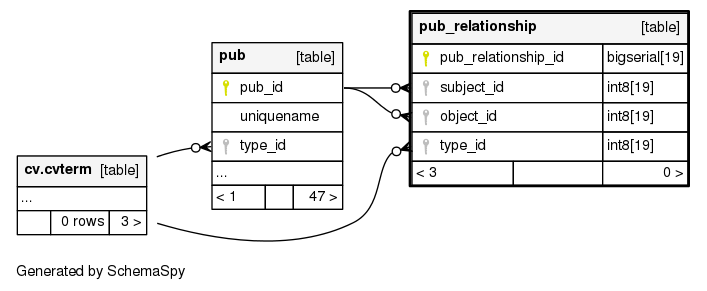 pub_relationship [table]
pub_relationship_id bigserial[19]
subject_id int8[19]
object_id int8[19]
type_id int8[19]
< 3 0 >
pub [table]
pub_id
uniquename
type_id
...
< 1 47 >
cv.cvterm [table]
...
0 rows 3 >
Generated by SchemaSpy